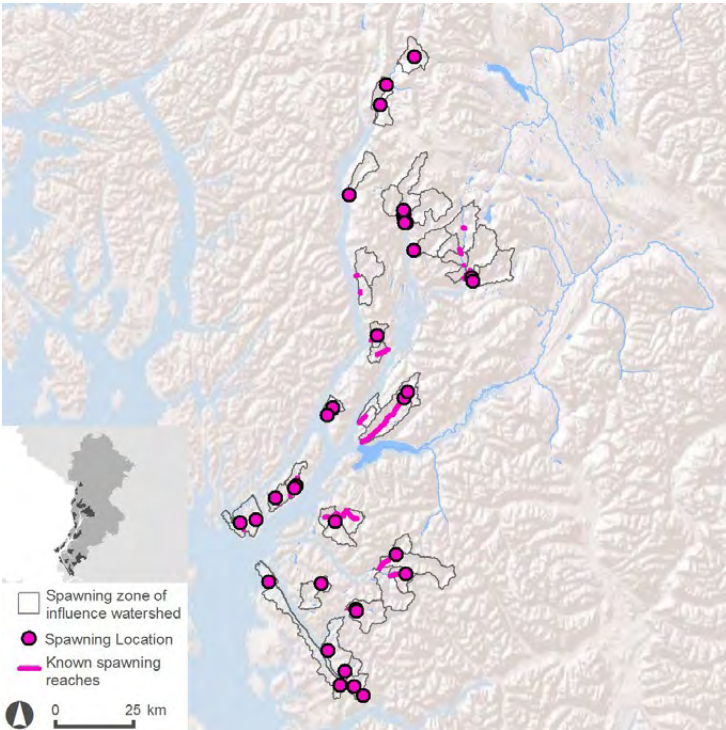 Spawning zone of
influence watershed
Spawning Location
Known spawning
reaches
0 25 km